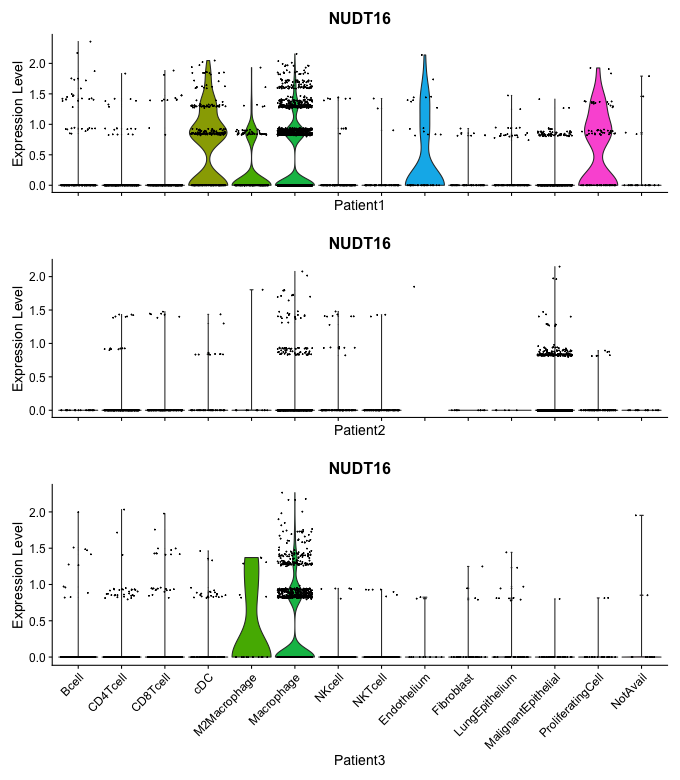 NUDT16
Expression Level
2.0
1.5
1.0
0.5
0.0
Patient1
NUDT16
Expression Level
2.0
1.5
1.0
0.5
0.0
Patient2
NUDT16
Expression Level
2.0
1.5
1.0
0.5
0.0
Bcell
CD4Tcell
CD8Tcell
cDC
M2Macrophage
Macrophage
NKcell
NKTcell
Endothelium
Fibroblast
LungEpithelium
MalignantEpithelial
ProliferatingCell
NotAvail
Patient3